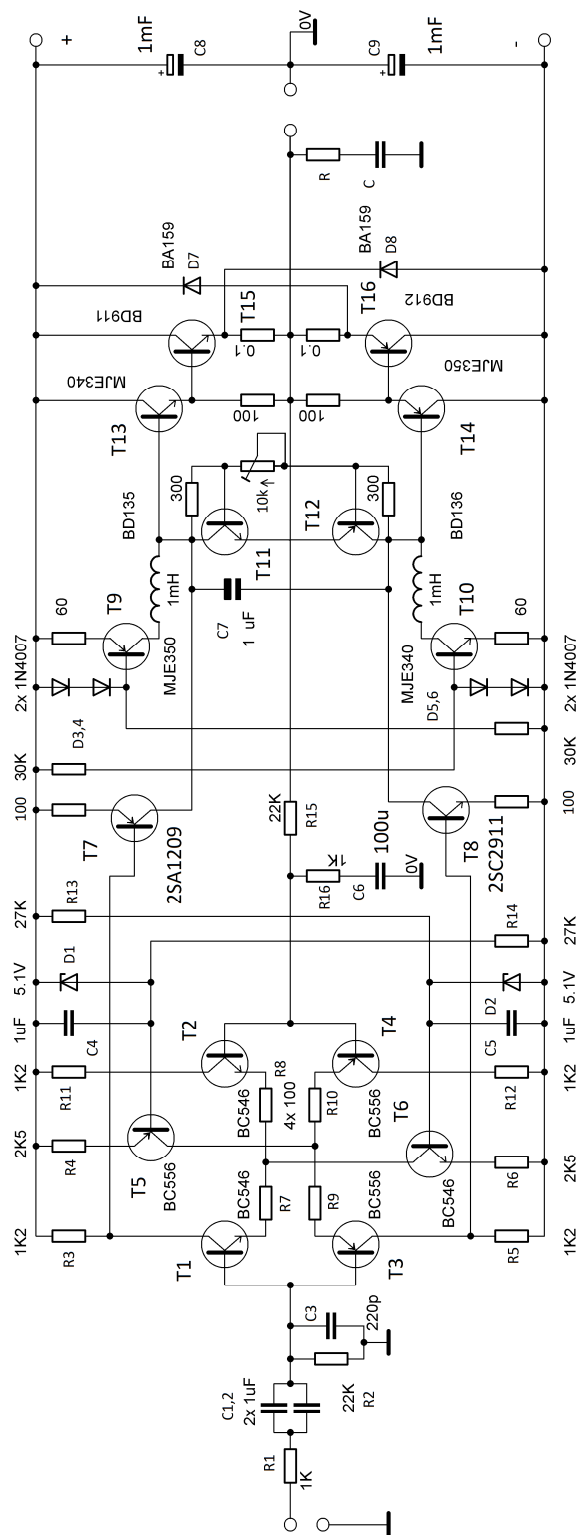 1K2
2K5
1K2
1uF
5.1V
27K
100
30K
2x 1N4007
60
+
R3
R4
R11
C4
D1
R13
D3,4
T7
T9
T13
1mF
T5
BC556
2SA1209
MJE350
1mH
BD135
MJE340
BD911
BA159
D7
C8
T1
BC546
T2
BC546
C7
1 uF
T11
300
T15
R7
R8
4x 100
22K
R15
10k
100
0.1
0V
R1
1K
C1,2
2x 1uF
22K
R2
C3
220p
R9
R10
R16
1K
C6
100u
0V
T12
100
0.1
R
C
T3
BC556
T4
BC556
T6
BC546
300
T16
BA159
D8
C9
1mF
MJE340
1mH
BD136
MJE350
BD912
T8
2SC2911
T10
T14
D5,6
R5
R6
R12
C5
D2
R14
-
1K2
2K5
1K2
1uF
5.1V
27K
100
30K
2x 1N4007
60